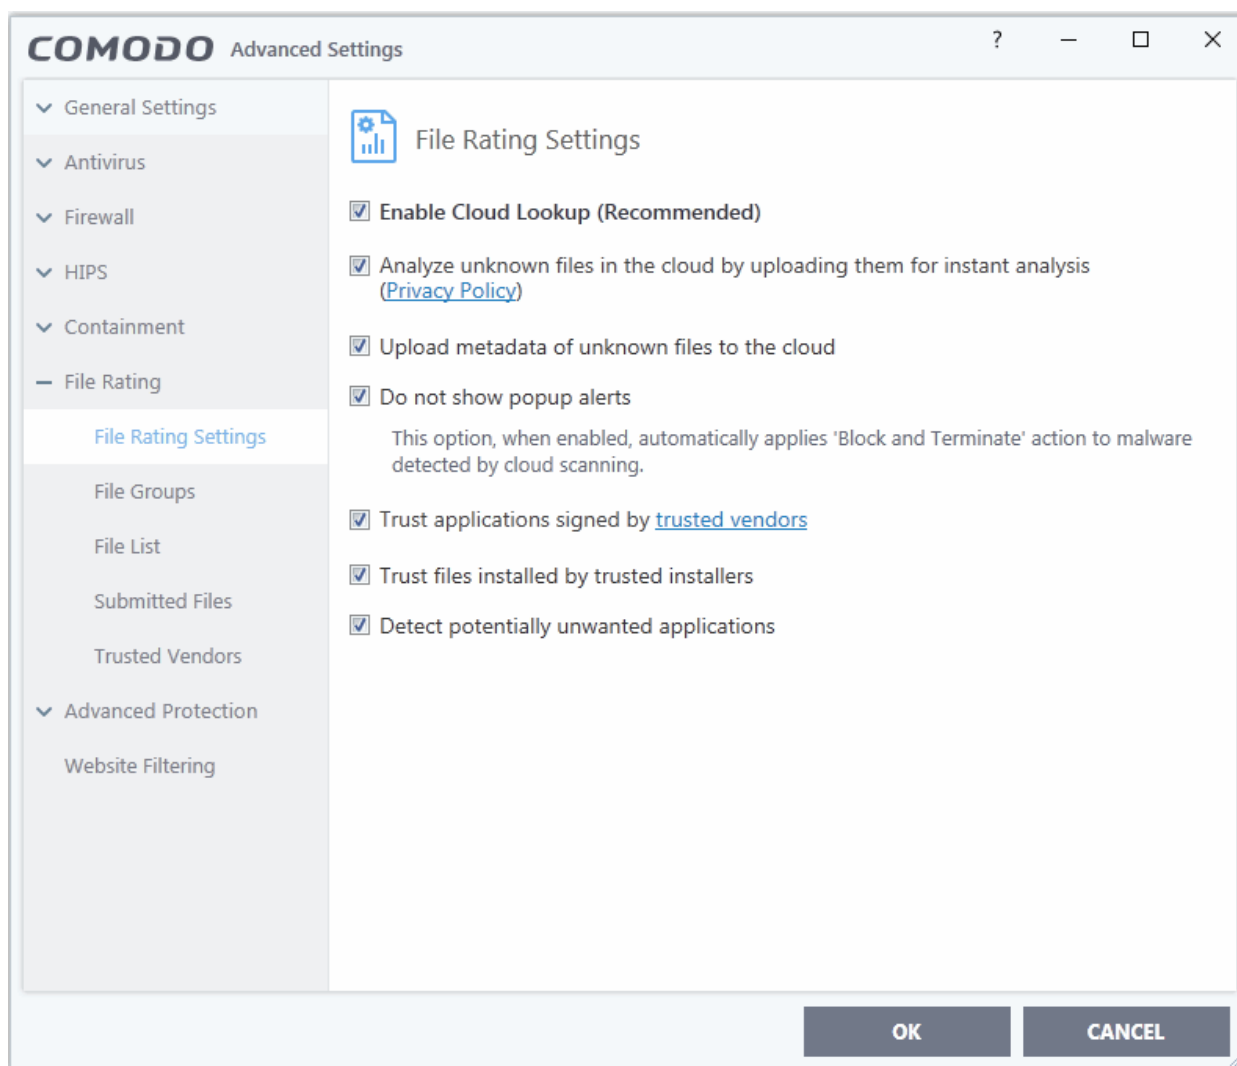 COMODO Advanced Settings
?
General Settings
Antivirus
Firewall
HIPS
Containment
File Rating
File Rating Settings
File Groups
File List
Submitted Files
Trusted Vendors
Advanced Protection
Website Filtering
File Rating Settings
Enable Cloud Lookup (Recommended)
Analyze unknown files in the cloud by uploading them for instant analysis
(Privacy Policy)
Upload metadata of unknown files to the cloud
Do not show popup alerts
This option, when enabled, automatically applies 'Block and Terminate' action to malware
detected by cloud scanning.
Trust applications signed by trusted vendors
Trust files installed by trusted installers
Detect potentially unwanted applications
OK
CANCEL